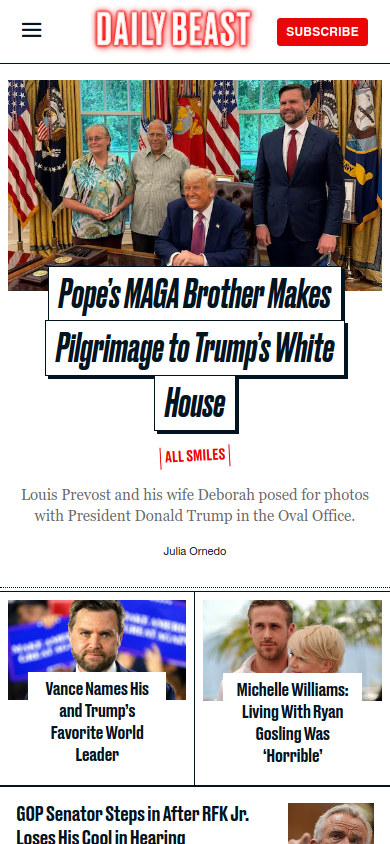 DAILY BEAST
SUBSCRIBE
Pope's MAGA Brother Makes
Pilgrimage to Trump's White
House
ALL SMILES
Louis Prevost and his wife Deborah posed for photos
with President Donald Trump in the Oval Office.
Julia Ornedo
Vance Names His
and Trump's
Favorite World
Leader
Michelle Williams:
Living With Ryan
Gosling Was
‘Horrible’
GOP Senator Steps in After RFK Jr.
Loses His Cool in Hearing